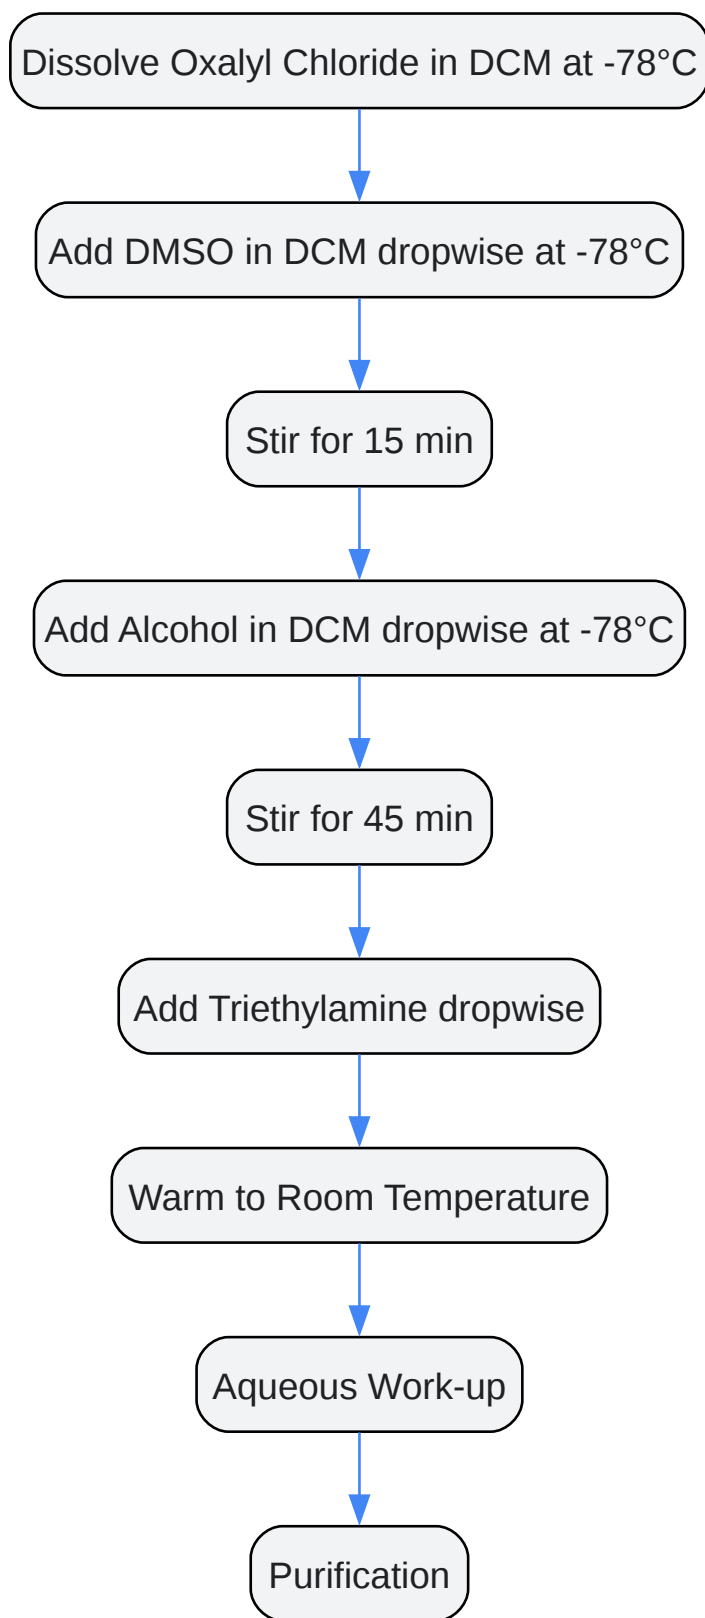 Dissolve Oxalyl Chloride in DCM at -78°C
Add DMSO in DCM dropwise at -78°C
Stir for 15 min
Add Alcohol in DCM dropwise at -78°C
Stir for 45 min
Add Triethylamine dropwise
Warm to Room Temperature
Aqueous Work-up
Purification